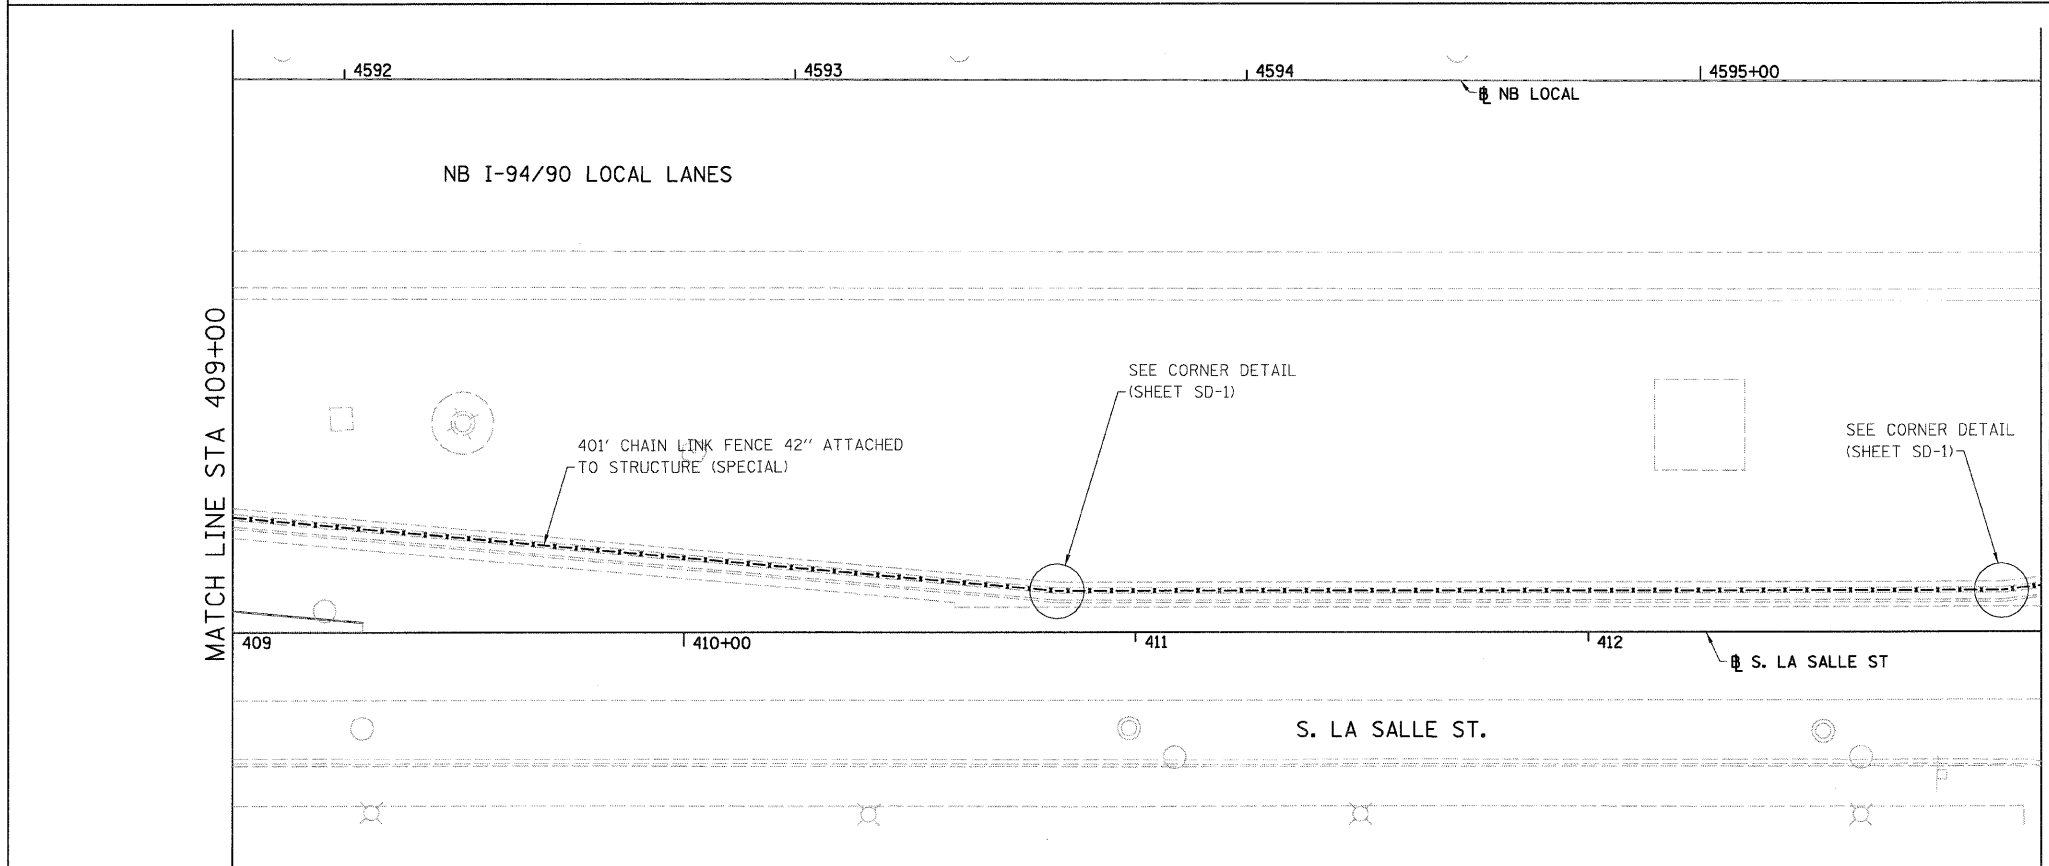 4592
4593
4594
4595+00
℄ NB LOCAL
NB I-94/90 LOCAL LANES
MATCH LINE STA 409+00
SEE CORNER DETAIL
(SHEET SD-1)
401' CHAIN LINK FENCE 42" ATTACHED
TO STRUCTURE (SPECIAL)
SEE CORNER DETAIL
(SHEET SD-1)
409
410+00
411
412
℄ S. LA SALLE ST
S. LA SALLE ST.